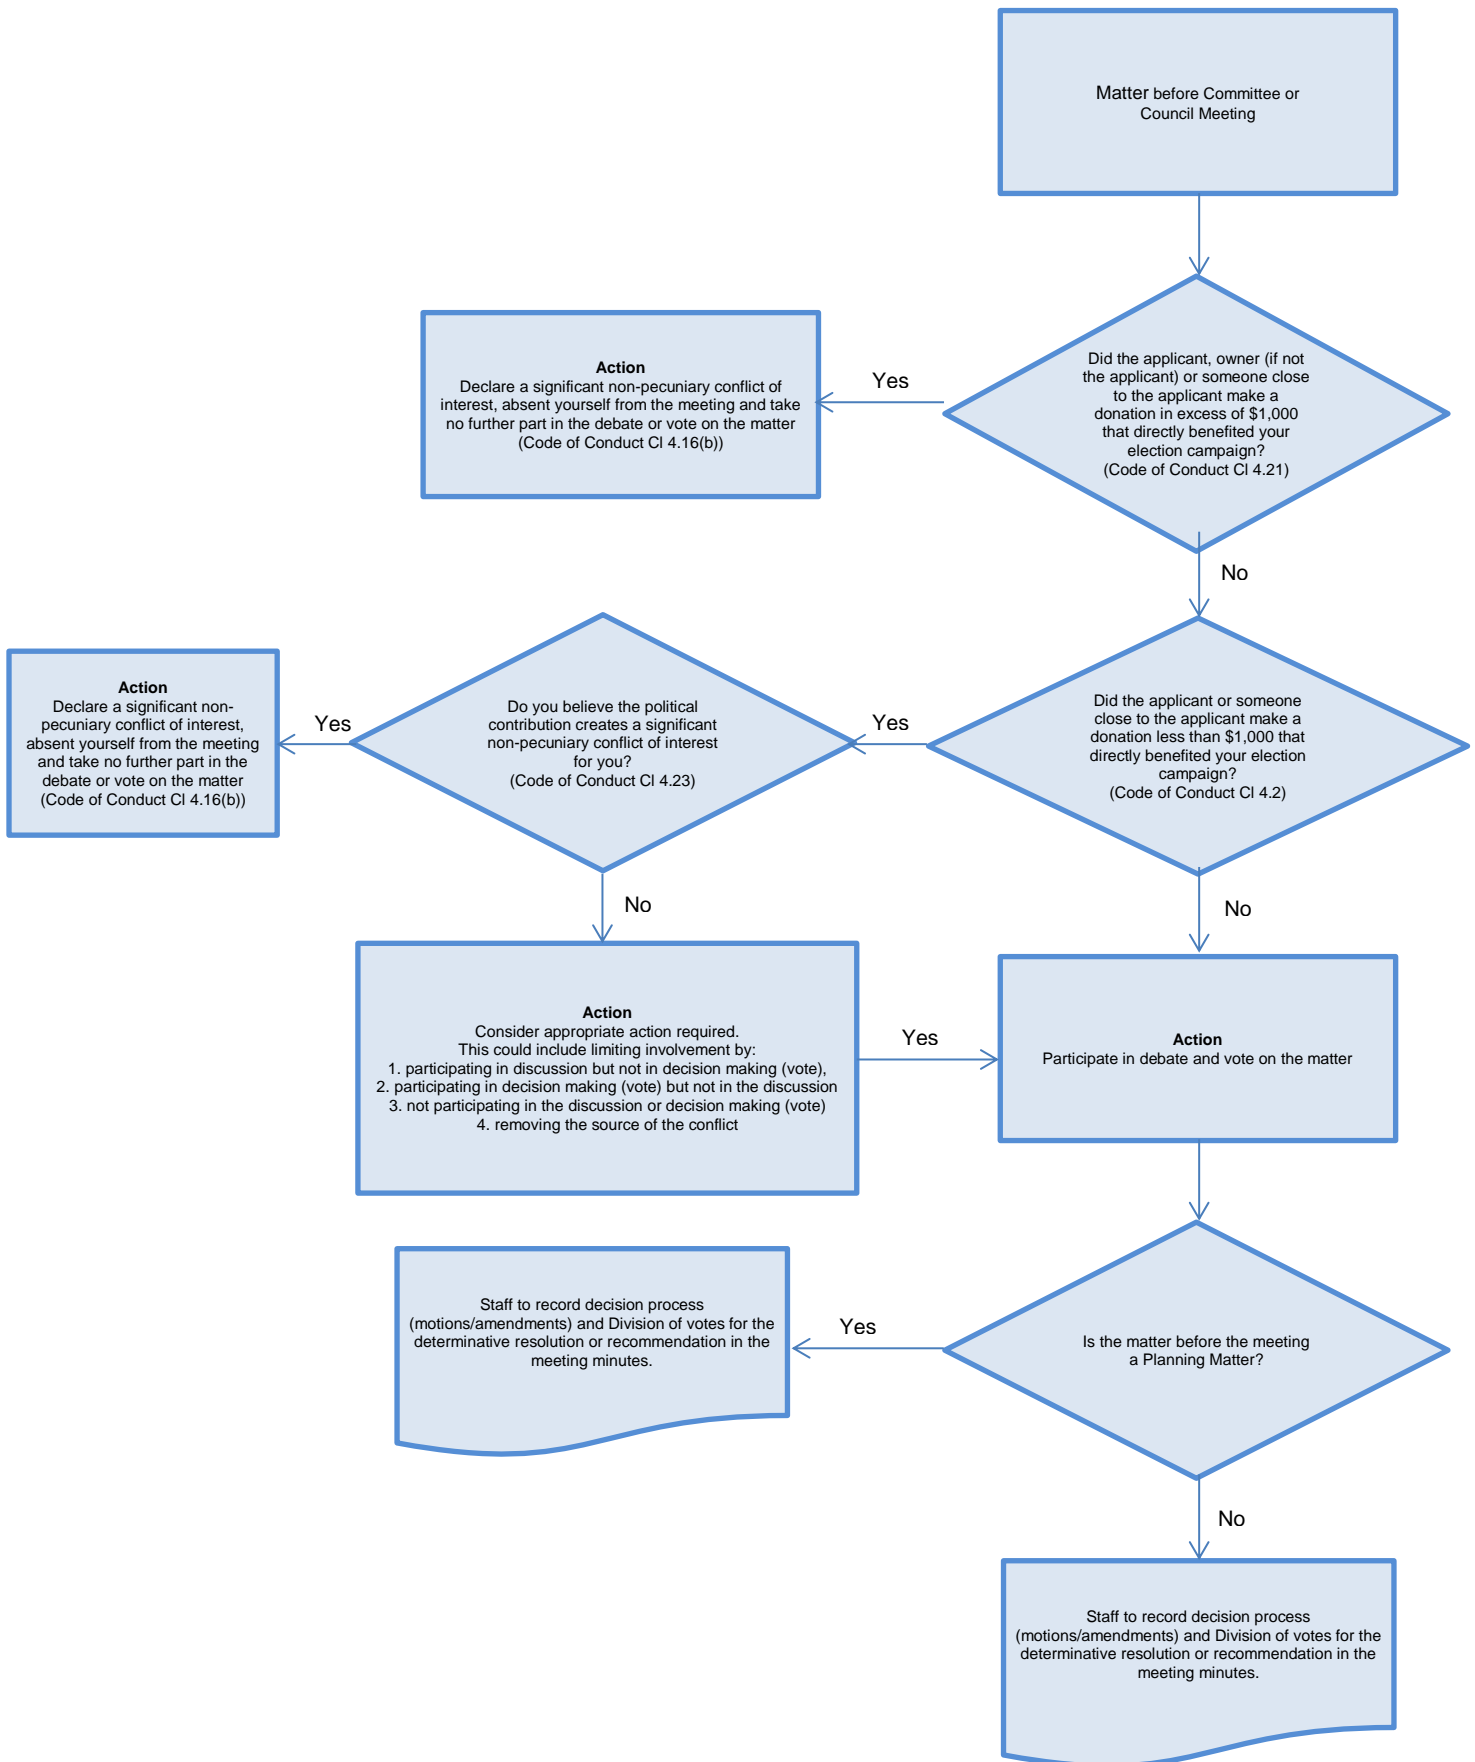 Matter before Committee or
Council Meeting
Did the applicant, owner (if not
the applicant) or someone close
to the applicant make a
donation in excess of $1,000
that directly benefited your
election campaign?
(Code of Conduct Cl 4.21)
Yes
Action
Declare a significant non-pecuniary conflict of
interest, absent yourself from the meeting and take
no further part in the debate or vote on the matter
(Code of Conduct Cl 4.16(b))
No
Did the applicant or someone
close to the applicant make a
donation less than $1,000 that
directly benefited your election
campaign?
(Code of Conduct Cl 4.2)
Yes
Do you believe the political
contribution creates a significant
non-pecuniary conflict of interest
for you?
(Code of Conduct Cl 4.23)
Yes
Action
Declare a significant non-
pecuniary conflict of interest,
absent yourself from the meeting
and take no further part in the
debate or vote on the matter
(Code of Conduct Cl 4.16(b))
No
No
Action
Consider appropriate action required.
This could include limiting involvement by:
1. participating in discussion but not in decision making (vote),
2. participating in decision making (vote) but not in the discussion
3. not participating in the discussion or decision making (vote)
4. removing the source of the conflict
Yes
Action
Participate in debate and vote on the matter
Is the matter before the meeting
a Planning Matter?
Yes
Staff to record decision process
(motions/amendments) and Division of votes for the
determinative resolution or recommendation in the
meeting minutes.
No
Staff to record decision process
(motions/amendments) and Division of votes for the
determinative resolution or recommendation in the
meeting minutes.